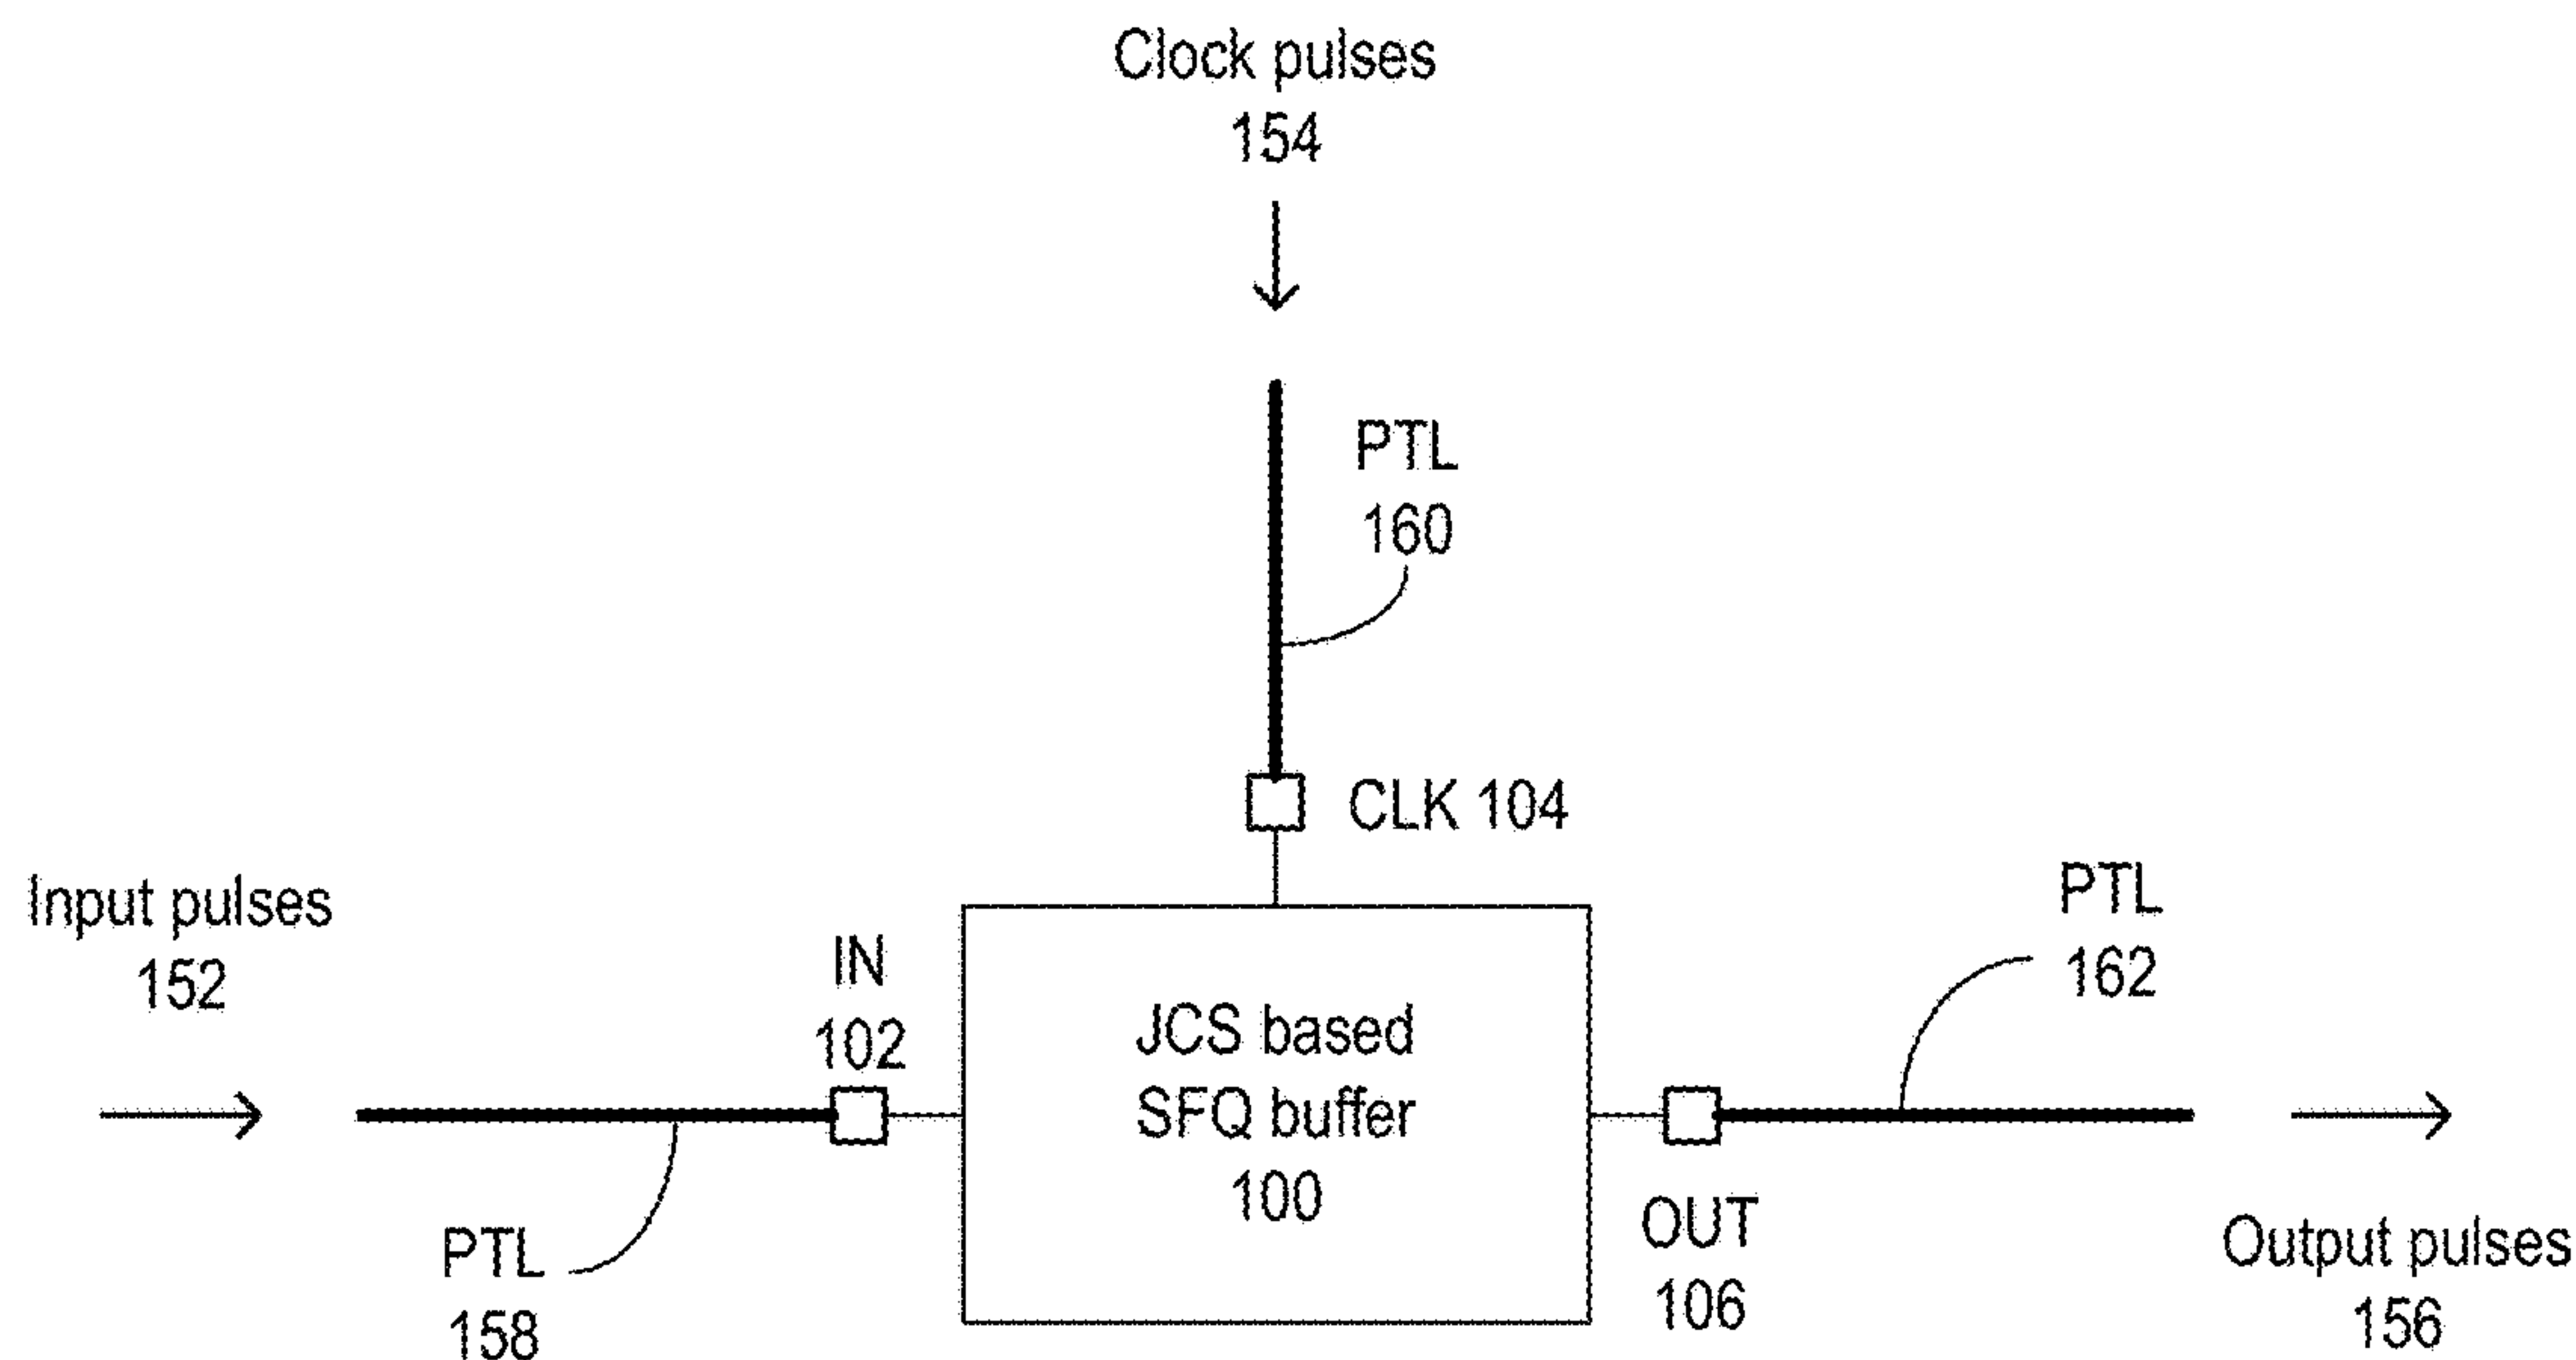 Clock pulses
154
PTL
160
CLK 104
Input pulses
152
IN
102
JCS based
SFQ buffer
100
PTL
162
PTL
158
OUT
106
Output pulses
156